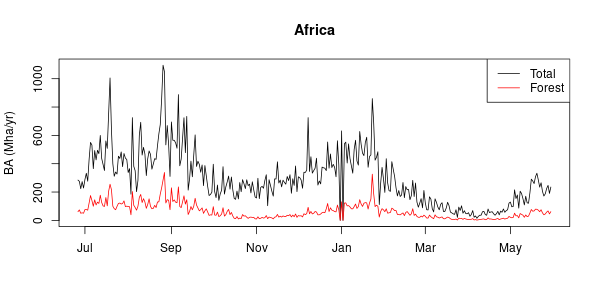 Africa
BA (Mha/yr)
1000
600
200
0
Total
Forest
Jul Sep Nov Jan Mar May